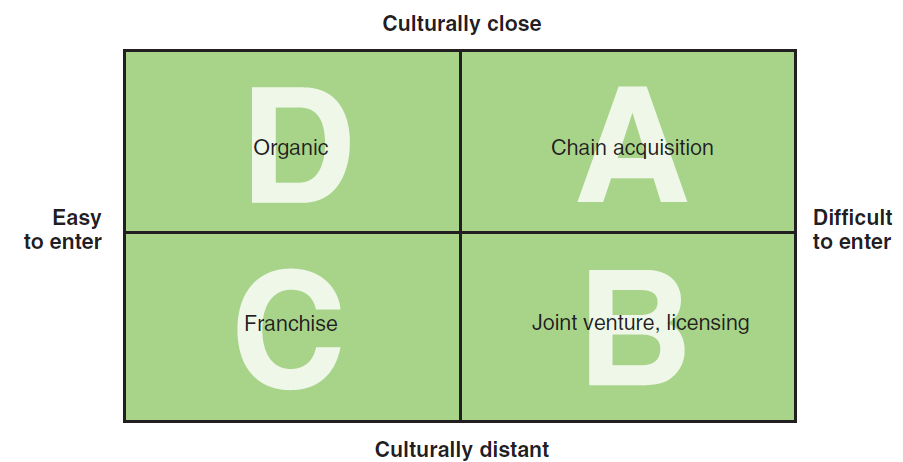 Culturally close
D
Organic
A
Chain acquisition
Easy
to enter
Difficult
to enter
C
Franchise
B
Joint venture, licensing
Culturally distant